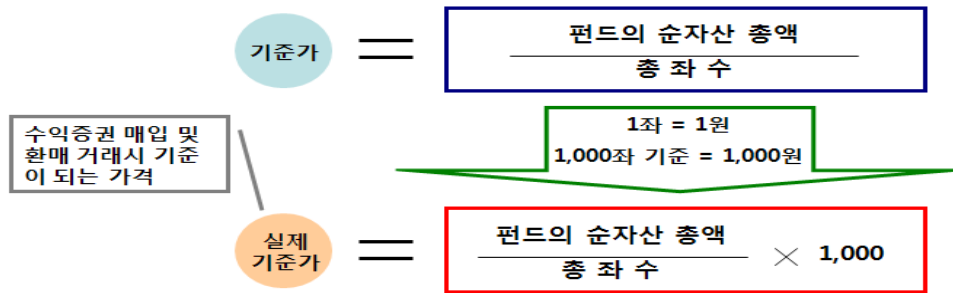 기준가
=
펀드의 순자산 총액
총 좌 수
수익증권 매입 및
환매 거래시 기준
이 되는 가격
1좌 = 1원
1,000좌 기준 = 1,000원
실제
기준가
=
펀드의 순자산 총액
총 좌 수
× 1,000